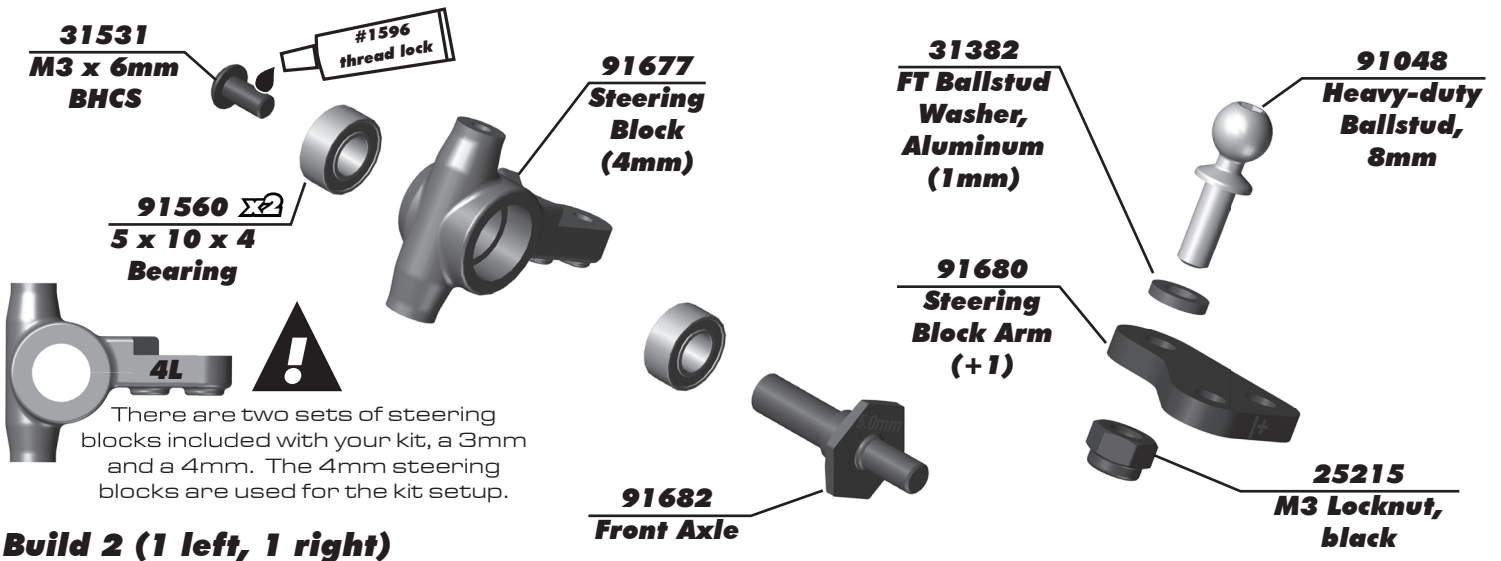 31531
M3 x 6mm
BHCS
#1596
thread lock
91677
Steering
Block
(4mm)
91560 x2
5 x 10 x 4
Bearing
4L
!
There are two sets of steering
blocks included with your kit, a 3mm
and a 4mm. The 4mm steering
blocks are used for the kit setup.
Build 2 (1 left, 1 right)
5.0mm
91682
Front Axle
31382
FT Ballstud
Washer,
Aluminum
(1mm)
91048
Heavy-duty
Ballstud,
8mm
91680
Steering
Block Arm
(+1)
1+
25215
M3 Locknut,
black